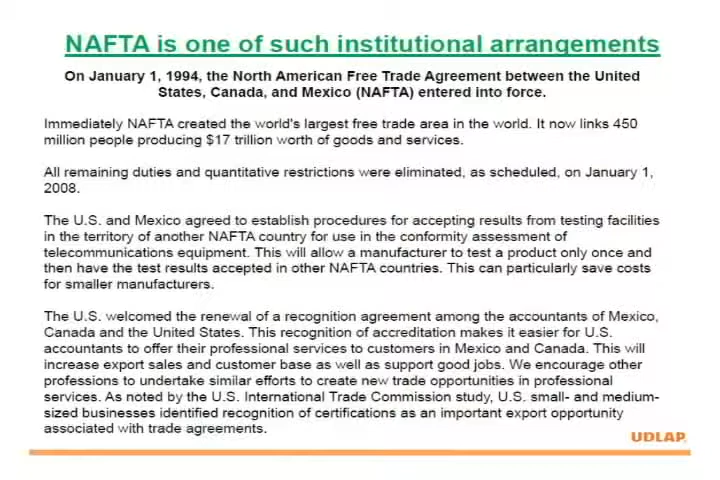 NAFTA is one of such institutional arrangements
On January 1, 1994, the North American Free Trade Agreement between the United
States, Canada, and Mexico (NAFTA) entered into force.
Immediately NAFTA created the world's largest free trade area in the world. It now links 450
million people producing $17 trillion worth of goods and services.
All remaining duties and quantitative restrictions were eliminated, as scheduled, on January 1,
2008.
The U.S. and Mexico agreed to establish procedures for accepting results from testing facilities
in the territory of another NAFTA country for use in the conformity assessment of
telecommunications equipment. This will allow a manufacturer to test a product only once and
then have the test results accepted in other NAFTA countries. This can particularly save costs
for smaller manufacturers.
The U.S. welcomed the renewal of a recognition agreement among the accountants of Mexico,
Canada and the United States. This recognition of accreditation makes it easier for U.S.
accountants to offer their professional services to customers in Mexico and Canada. This will
increase export sales and customer base as well as support good jobs. We encourage other
professions to undertake similar efforts to create new trade opportunities in professional
services. As noted by the U.S. International Trade Commission study, U.S. small- and medium-
sized businesses identified recognition of certifications as an important export opportunity
associated with trade agreements.
UDLAP